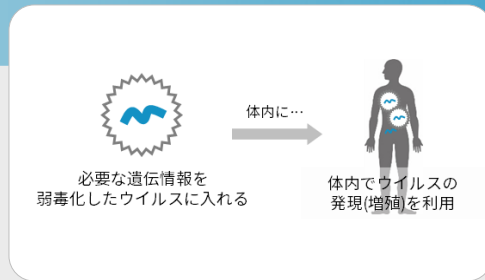 体内に…
必要な遺伝情報を
弱毒化したウイルスに入れる
体内でウイルスの
発現(増殖)を利用